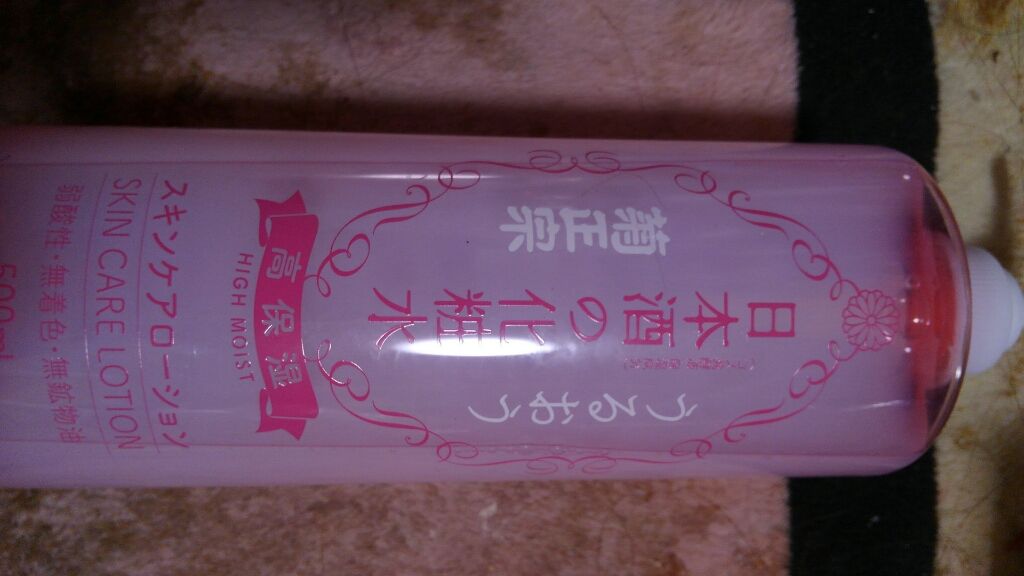 菊正宗
日本酒の化粧水
うるおう
高保湿
HIGH MOIST
スキンケアローション
SKIN CARE LOTION
弱酸性・無着色・無鉱物油
500ml